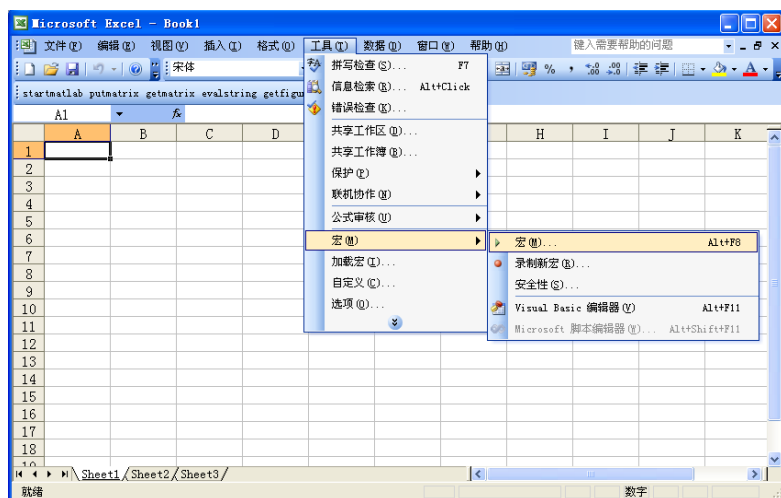 Microsoft Excel - Book1
文件(F) 编辑(E) 视图(V) 插入(I) 格式(O) 工具(T) 数据(D) 窗口(W) 帮助(H) 键入需要帮助的问题
宋体
startmatlab putmatrix getmatrix evalstring getfigu
A1 fx
A B C D H I J K
拼写检查(S)... F7
信息检索(R)... Alt+Click
错误检查(K)...
共享工作区(D)...
共享工作簿(B)...
保护(P)
联机协作(N)
公式审核(U)
宏(M)
加载宏(I)...
自定义(C)...
选项(O)...
宏(M)... Alt+F8
录制新宏(R)...
安全性(S)...
Visual Basic 编辑器(V) Alt+F11
Microsoft 脚本编辑器(E)... Alt+Shift+F11
1
2
3
4
5
6
7
8
9
10
11
12
13
14
15
16
17
18
19
Sheet1 Sheet2 Sheet3
就绪 数字